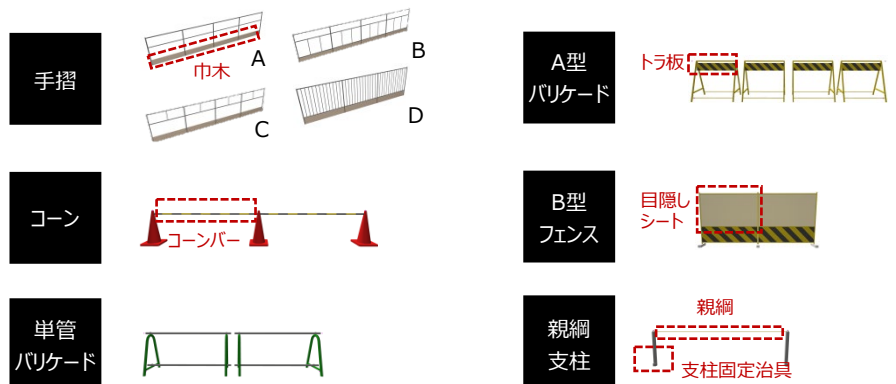 手摺
A
巾木
B
C
D
コーン
コーンバー
単管
バリケード
A型
バリケード
トラ板
B型
フェンス
目隠し
シート
親綱
支柱
親綱
支柱固定治具